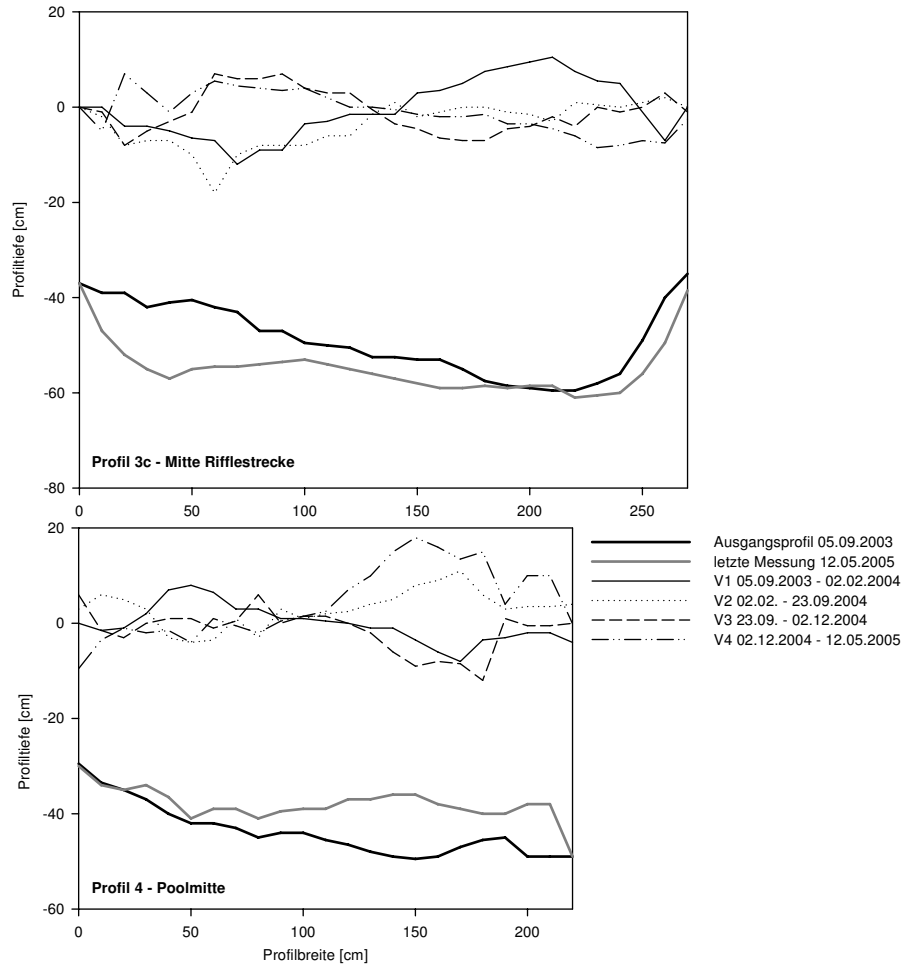 20
0
-20
-40
-60
-80
Profiltiefe [cm]
Profil 3c - Mitte Rifflestrecke
0 50 100 150 200 250
20
0
-20
-40
-60
Profiltiefe [cm]
Profil 4 - Poolmitte
0 50 100 150 200
Profilbreite [cm]
Ausgangsprofil 05.09.2003
letzte Messung 12.05.2005
V1 05.09.2003 - 02.02.2004
V2 02.02. - 23.09.2004
V3 23.09. - 02.12.2004
V4 02.12.2004 - 12.05.2005